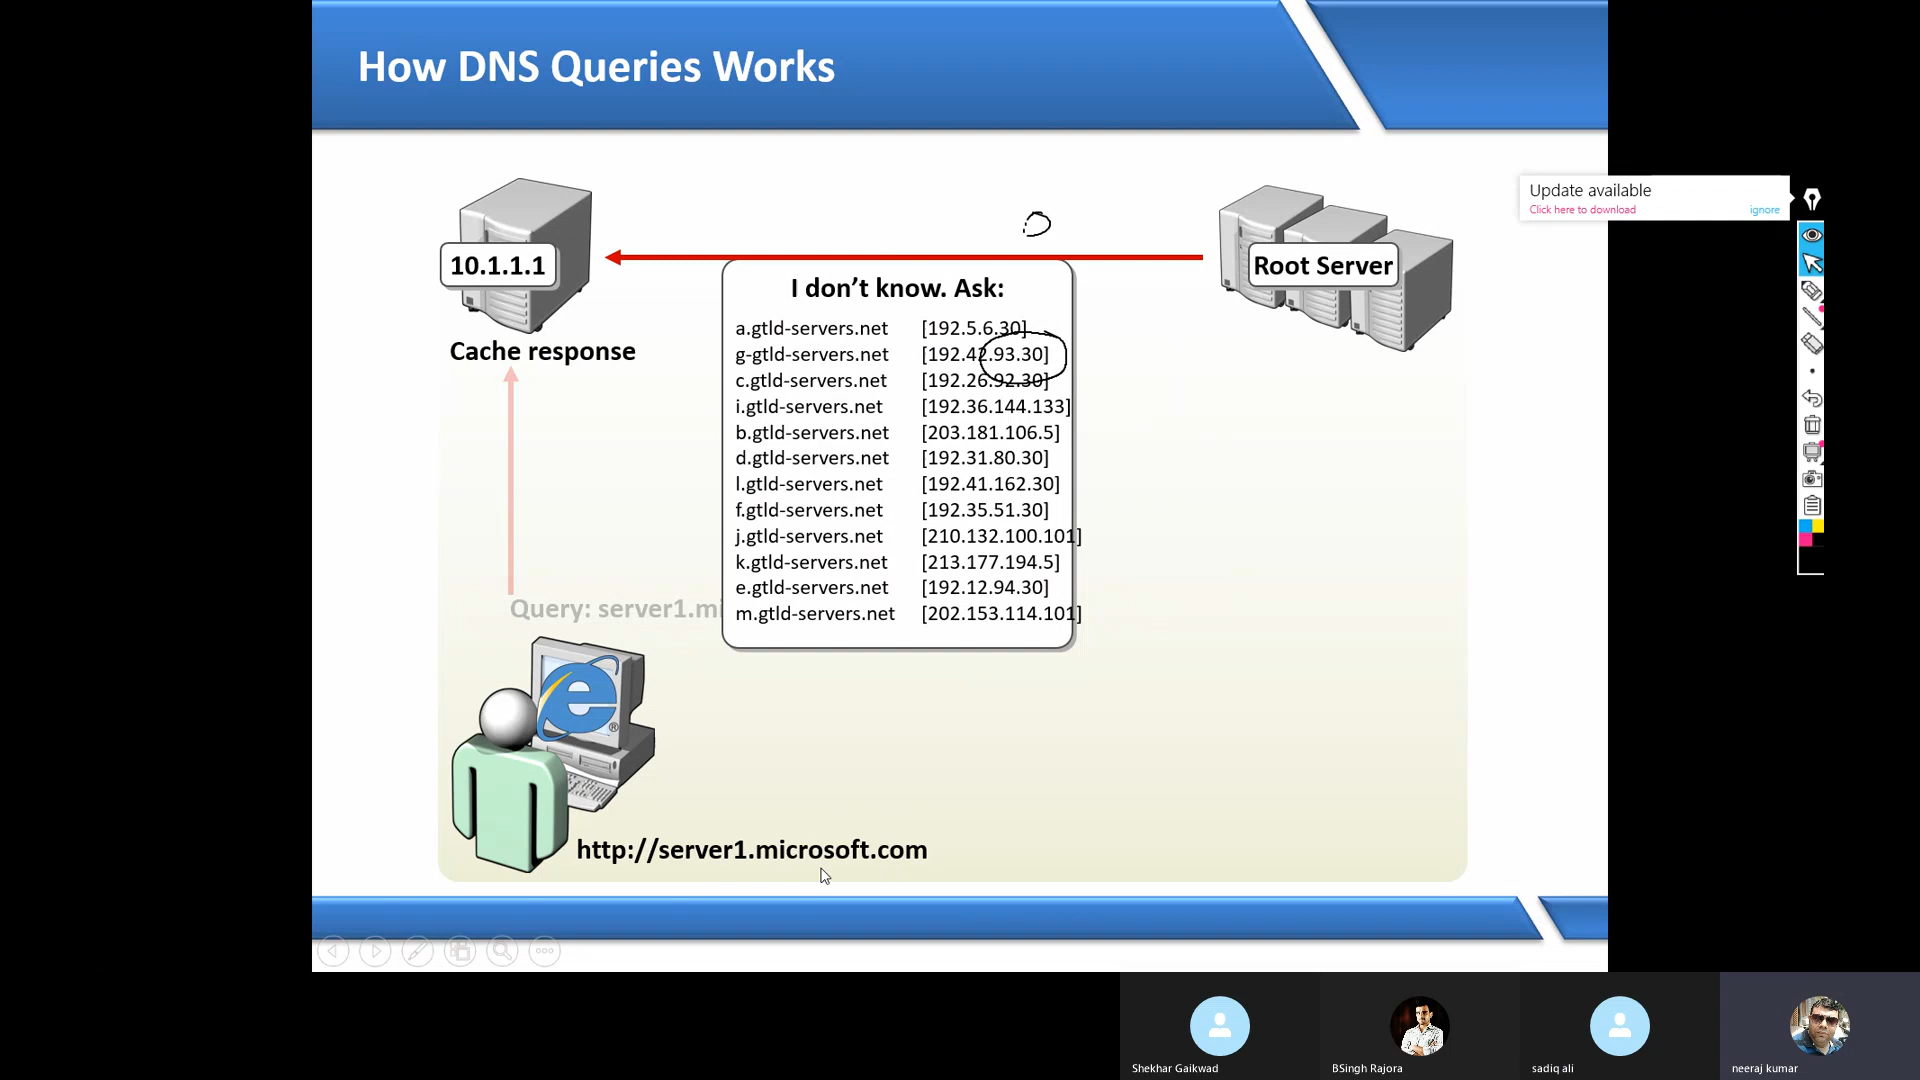 How DNS Queries Works
Update available
Click here to download ignore
10.1.1.1
Root Server
I don’t know. Ask:
a.gtld-servers.net [192.5.6.30]
g-gtld-servers.net [192.42.93.30]
c.gtld-servers.net [192.26.92.30]
i.gtld-servers.net [192.36.144.133]
b.gtld-servers.net [203.181.106.5]
d.gtld-servers.net [192.31.80.30]
l.gtld-servers.net [192.41.162.30]
f.gtld-servers.net [192.35.51.30]
j.gtld-servers.net [210.132.100.101]
k.gtld-servers.net [213.177.194.5]
e.gtld-servers.net [192.12.94.30]
m.gtld-servers.net [202.153.114.101]
Cache response
Query: server1.mi
http://server1.microsoft.com
Shekhar Gaikwad
BSingh Rajora
sadiq ali
neeraj kumar